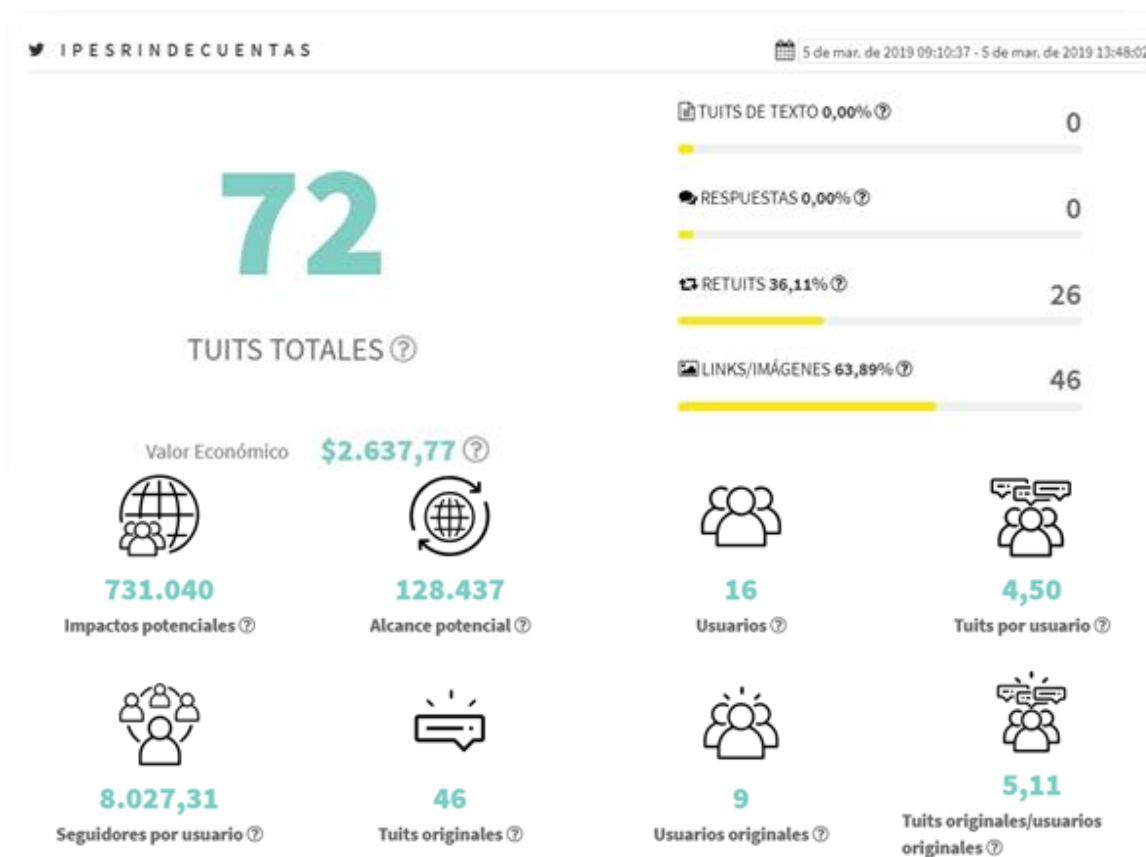 IPESRINDECUENTAS
5 de mar. de 2019 09:10:37 - 5 de mar. de 2019 13:48:02
72
TUITS TOTALES ?
Valor Económico $2.637,77 ?
TUITS DE TEXTO 0,00% ?
0
RESPUESTAS 0,00% ?
0
RETUITS 36,11% ?
26
LINKS/IMÁGENES 63,89% ?
46
731.040
Impactos potenciales ?
128.437
Alcance potencial ?
16
Usuarios ?
4,50
Tuits por usuario ?
8.027,31
Seguidores por usuario ?
46
Tuits originales ?
9
Usuarios originales ?
5,11
Tuits originales/usuarios
originales ?